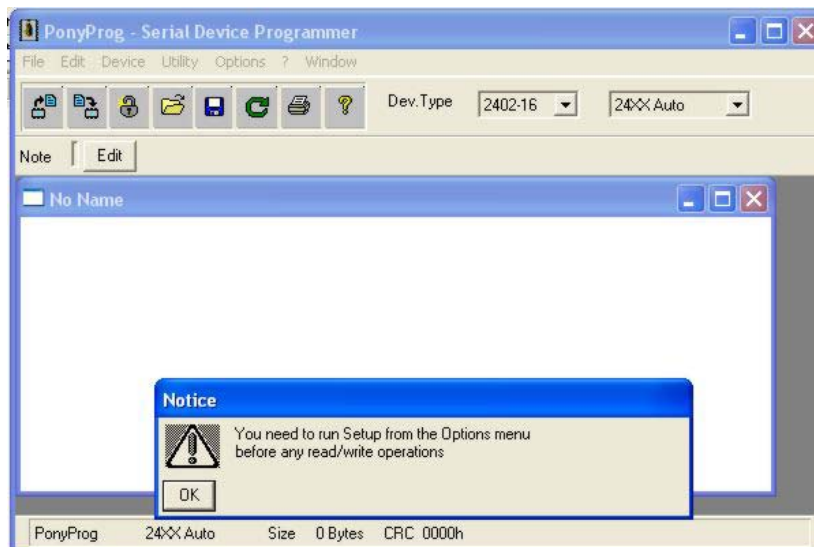 PonyProg - Serial Device Programmer
File Edit Device Utility Options ? Window
Dev.Type 2402-16 24XX Auto
Note Edit
No Name
Notice
You need to run Setup from the Options menu
before any read/write operations
OK
PonyProg 24XX Auto Size 0 Bytes CRC 0000h